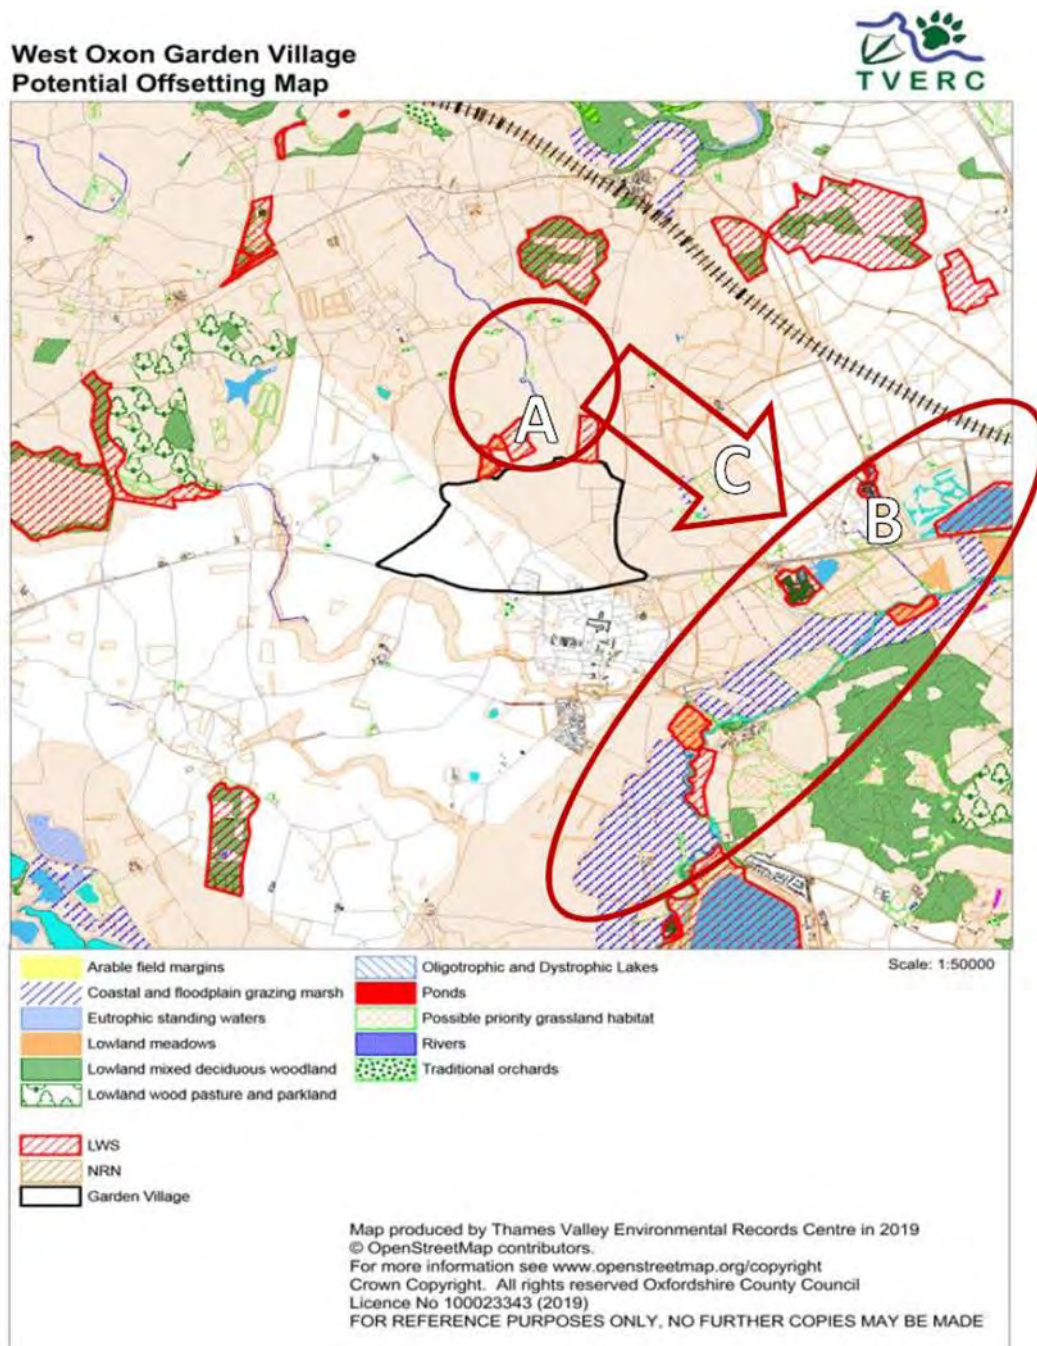 West Oxon Garden Village
Potential Offsetting Map
TVERC
A
C
B
Arable field margins
Coastal and floodplain grazing marsh
Eutrophic standing waters
Lowland meadows
Lowland mixed deciduous woodland
Lowland wood pasture and parkland
LWS
NRN
Garden Village
Oligotrophic and Dystrophic Lakes
Ponds
Possible priority grassland habitat
Rivers
Traditional orchards
Scale: 1:50000
Map produced by Thames Valley Environmental Records Centre in 2019
© OpenStreetMap contributors.
For more information see www.openstreetmap.org/copyright
Crown Copyright. All rights reserved Oxfordshire County Council
Licence No 100023343 (2019)
FOR REFERENCE PURPOSES ONLY, NO FURTHER COPIES MAY BE MADE